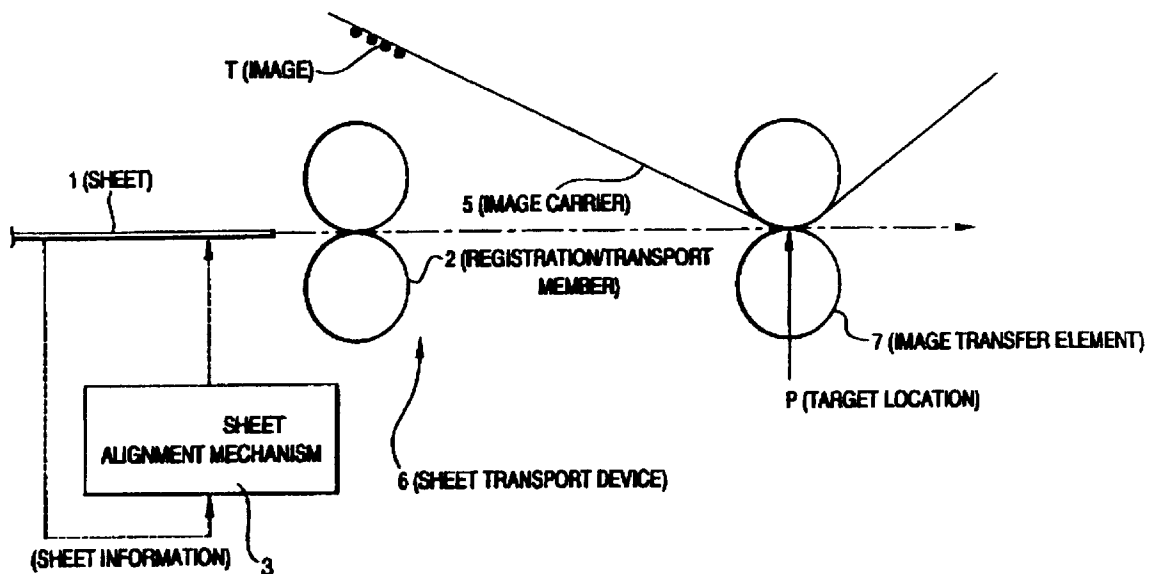 T (IMAGE)
1 (SHEET)
5 (IMAGE CARRIER)
2 (REGISTRATION/TRANSPORT
MEMBER)
7 (IMAGE TRANSFER ELEMENT)
P (TARGET LOCATION)
SHEET
ALIGNMENT MECHANISM
6 (SHEET TRANSPORT DEVICE)
(SHEET INFORMATION)
3